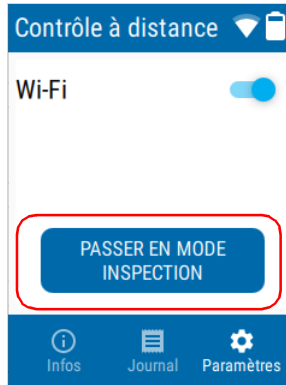 Contrôle à distance
Wi-Fi
PASSER EN MODE
INSPECTION
Infos Journal Paramètres